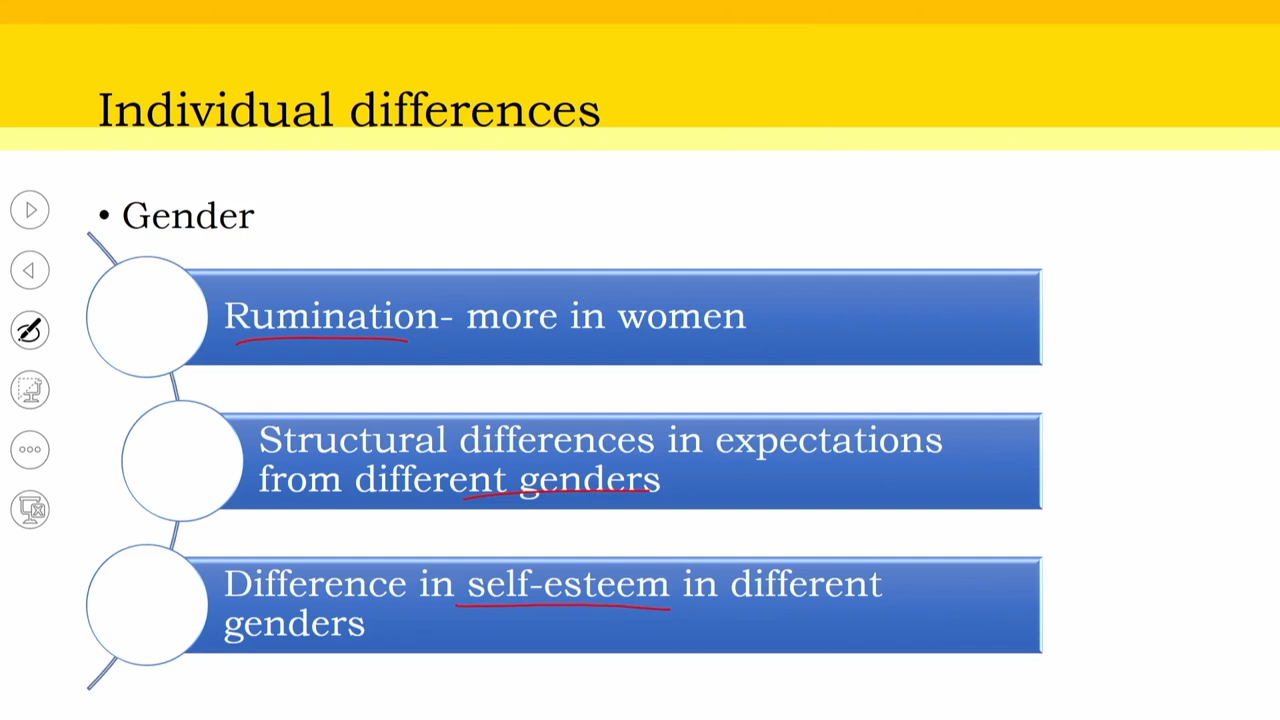 Individual differences
• Gender
Rumination- more in women
Structural differences in expectations
from different genders
Difference in self-esteem in different
genders